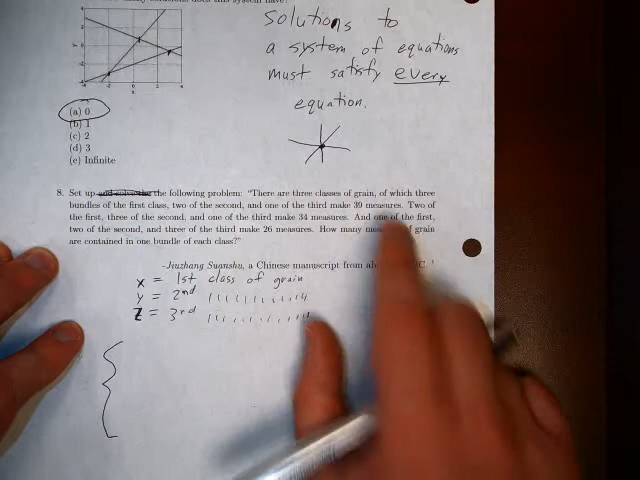 solutions to
a system of equations
must satisfy every
equation.
(a) 0
(b) 1
(c) 2
(d) 3
(e) Infinite
8. Set up and solve the the following problem: "There are three classes of grain, of which three
bundles of the first class, two of the second, and one of the third make 39 measures. Two of
the first, three of the second, and one of the third make 34 measures. And one of the first,
two of the second, and three of the third make 26 measures. How many of grain
are contained in one bundle of each class?"
-Jiuzhang Suanshu, a Chinese manuscript from C.
x = 1st class of grain
y = 2nd
z = 3rd